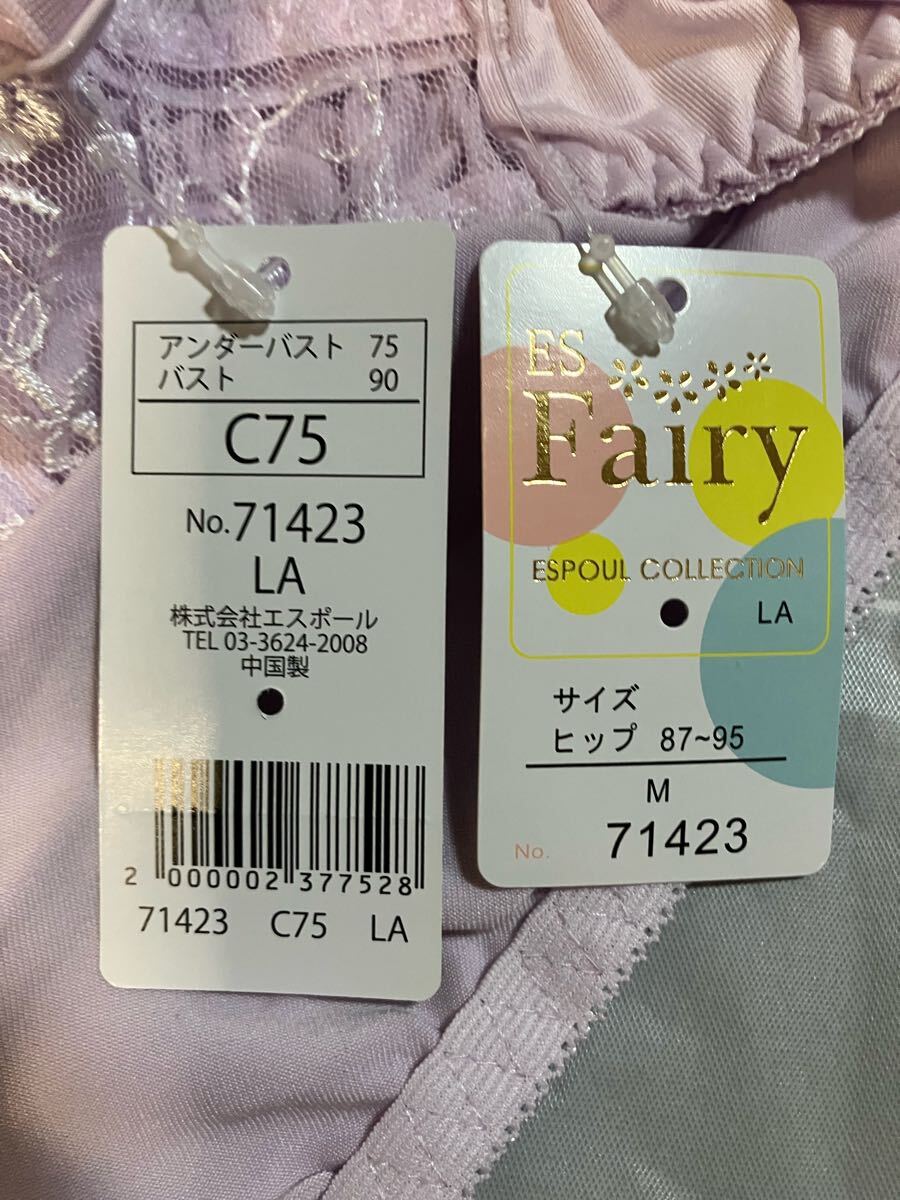 アンダーバスト 75
バスト 90
C75
No.71423
LA
株式会社エスポール
TEL 03-3624-2008
中国製
2 000002 377528
71423 C75 LA
ES
Fairy
ESPOUL COLLECTION
LA
サイズ
ヒップ 87~95
M
No. 71423